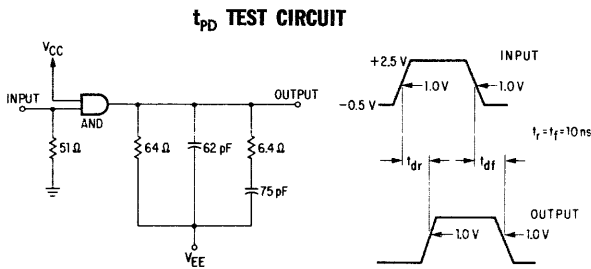 tPD TEST CIRCUIT
VCC
INPUT
AND
OUTPUT
51 Ω
64 Ω
62 pF
6.4 Ω
75 pF
VEE
+2.5 V
INPUT
1.0 V
1.0 V
−0.5 V
tr = tf = 10 ns
tdr
tdf
OUTPUT
1.0 V
1.0 V